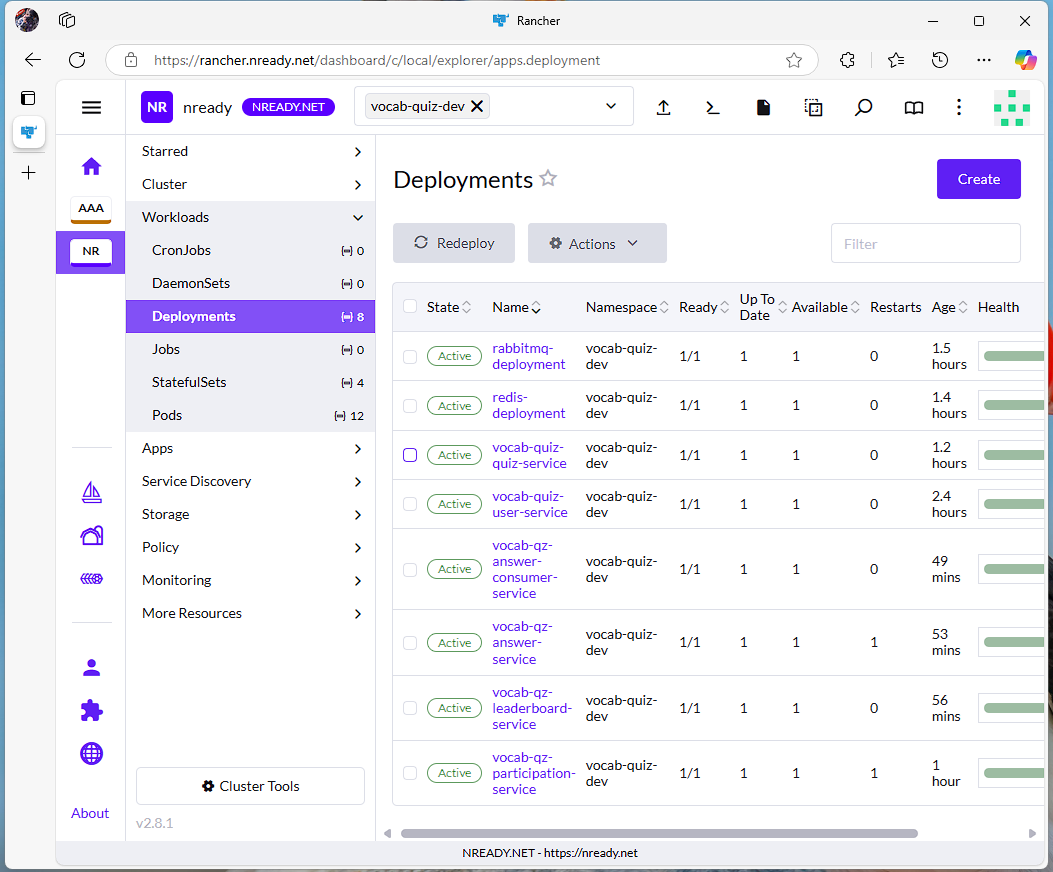 Rancher
https://rancher.nready.net/dashboard/c/local/explorer/apps.deployment
NR nready NREADY.NET vocab-quiz-dev
AAA
NR
Starred
Cluster
Workloads
CronJobs 0
DaemonSets 0
Deployments 8
Jobs 0
StatefulSets 4
Pods 12
Apps
Service Discovery
Storage
Policy
Monitoring
More Resources
Cluster Tools
v2.8.1
About
Deployments
Create
Redeploy Actions Filter
State Name Namespace Ready Up To Date Available Restarts Age Health
Active rabbitmq-deployment vocab-quiz-dev 1/1 1 1 0 1.5 hours
Active redis-deployment vocab-quiz-dev 1/1 1 1 0 1.4 hours
Active vocab-quiz-quiz-service vocab-quiz-dev 1/1 1 1 0 1.2 hours
Active vocab-quiz-user-service vocab-quiz-dev 1/1 1 1 0 2.4 hours
Active vocab-qz-answer-consumer-service vocab-quiz-dev 1/1 1 1 0 49 mins
Active vocab-qz-answer-service vocab-quiz-dev 1/1 1 1 1 53 mins
Active vocab-qz-leaderboard-service vocab-quiz-dev 1/1 1 1 0 56 mins
Active vocab-qz-participation-service vocab-quiz-dev 1/1 1 1 1 1 hour
NREADY.NET - https://nready.net